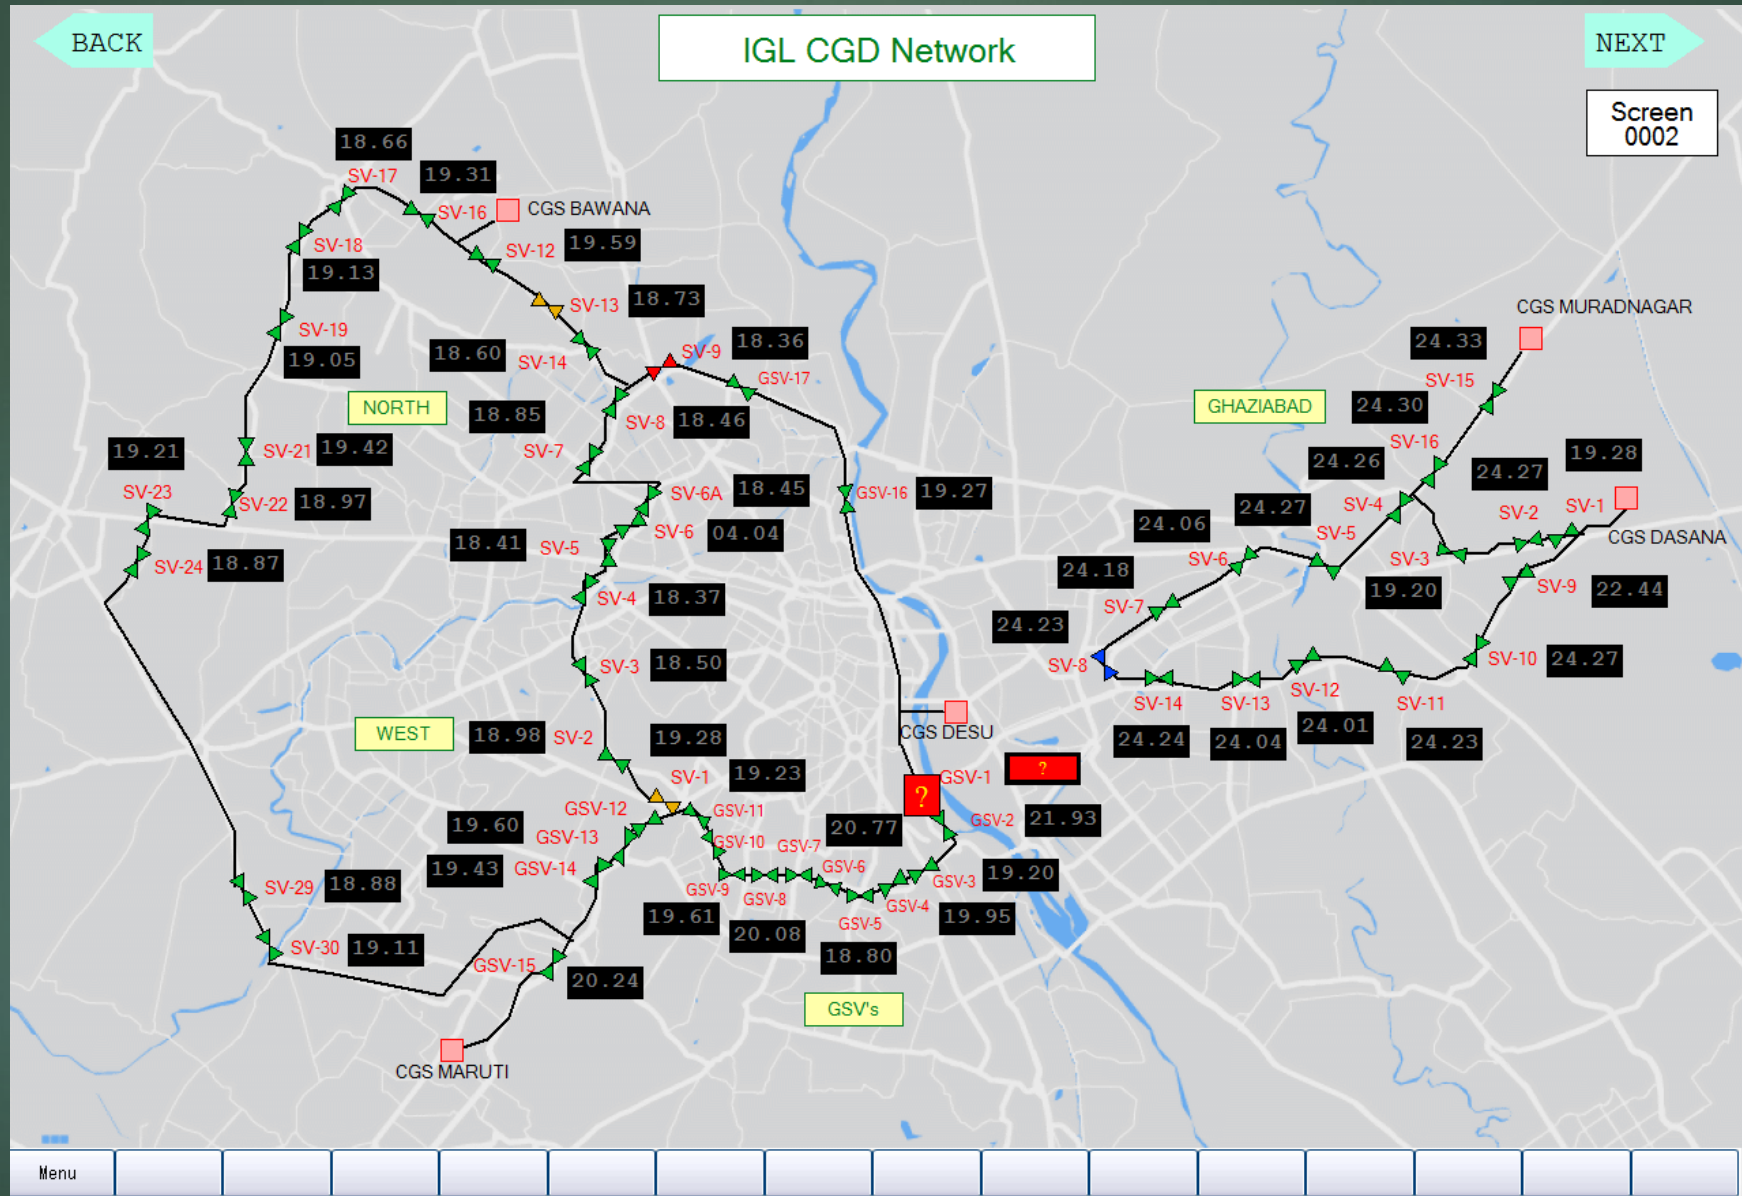 BACK
IGL CGD Network
NEXT
Screen
0002
18.66
SV-17
19.31
SV-16
CGS BAWANA
SV-18
SV-12
19.59
19.13
SV-13
18.73
CGS MURADNAGAR
SV-19
19.05
18.60
SV-14
SV-9
18.36
24.33
GSV-17
SV-15
NORTH
18.85
SV-8
18.46
GHAZIABAD
24.30
SV-16
19.21
SV-21
19.42
SV-7
24.26
24.27
19.28
SV-23
SV-22
18.97
SV-6A
18.45
GSV-16
19.27
24.27
SV-4
SV-2
SV-1
18.41
SV-5
SV-6
04.04
24.06
SV-5
CGS DASANA
SV-24
18.87
24.18
SV-6
SV-3
SV-9
22.44
SV-4
18.37
SV-7
19.20
24.23
SV-3
18.50
SV-8
SV-10
24.27
SV-14
SV-13
SV-12
SV-11
WEST
18.98
SV-2
19.28
CGS DESU
24.24
24.04
24.01
24.23
SV-1
19.23
?
GSV-1
?
GSV-12
GSV-11
19.60
GSV-13
20.77
GSV-2
21.93
GSV-10
GSV-7
19.43
GSV-14
GSV-6
GSV-3
19.20
SV-29
18.88
GSV-9
GSV-8
GSV-4
19.61
GSV-5
19.95
20.08
SV-30
19.11
18.80
GSV-15
20.24
GSV's
CGS MARUTI
Menu